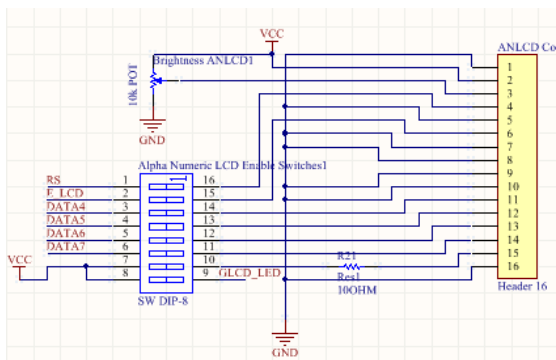 VCC
ANLCD Co
Brightness ANLCD1
10k POT
GND
1
2
3
4
5
6
7
8
9
10
11
12
13
14
15
16
Header 16
Alpha Numeric LCD Enable Switches1
RS
E_LCD
DATA4
DATA5
DATA6
DATA7
VCC
1
2
3
4
5
6
7
8
1
16
15
14
13
12
11
10
9
GLCD_LED
SW DIP-8
R21
Res1
10OHM
GND